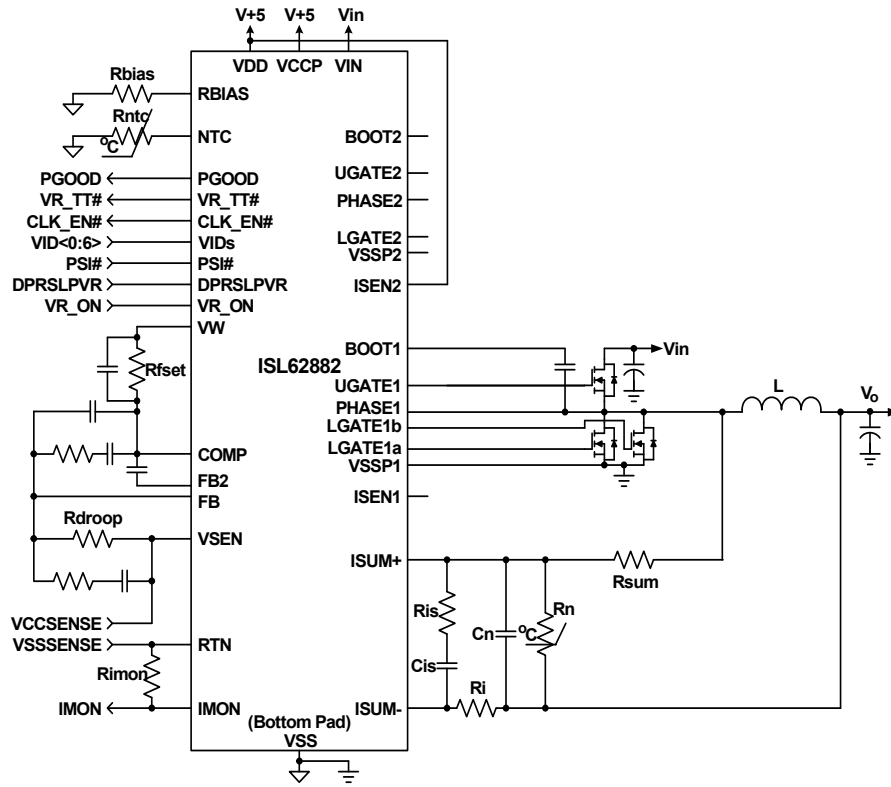 V+5 V+5 Vin
VDD VCCP VIN
Rbias
RBIAS
Rntc
°C
NTC
PGOOD PGOOD
VR_TT# VR_TT#
CLK_EN# CLK_EN#
VID<0:6> VIDs
PSI# PSI#
DPRSLPVR DPRSLPVR
VR_ON VR_ON
VW
Rfset
COMP
FB2
FB
Rdroop
VSEN
VCCSENSE
VSSSENSE RTN
Rimon
IMON IMON
ISL62882
(Bottom Pad)
VSS
BOOT2
UGATE2
PHASE2
LGATE2
VSSP2
ISEN2
BOOT1
Vin
UGATE1
PHASE1
L
Vo
LGATE1b
LGATE1a
VSSP1
ISEN1
ISUM+
Rsum
Ris
Cn
°C
Rn
Cis
Ri
ISUM-